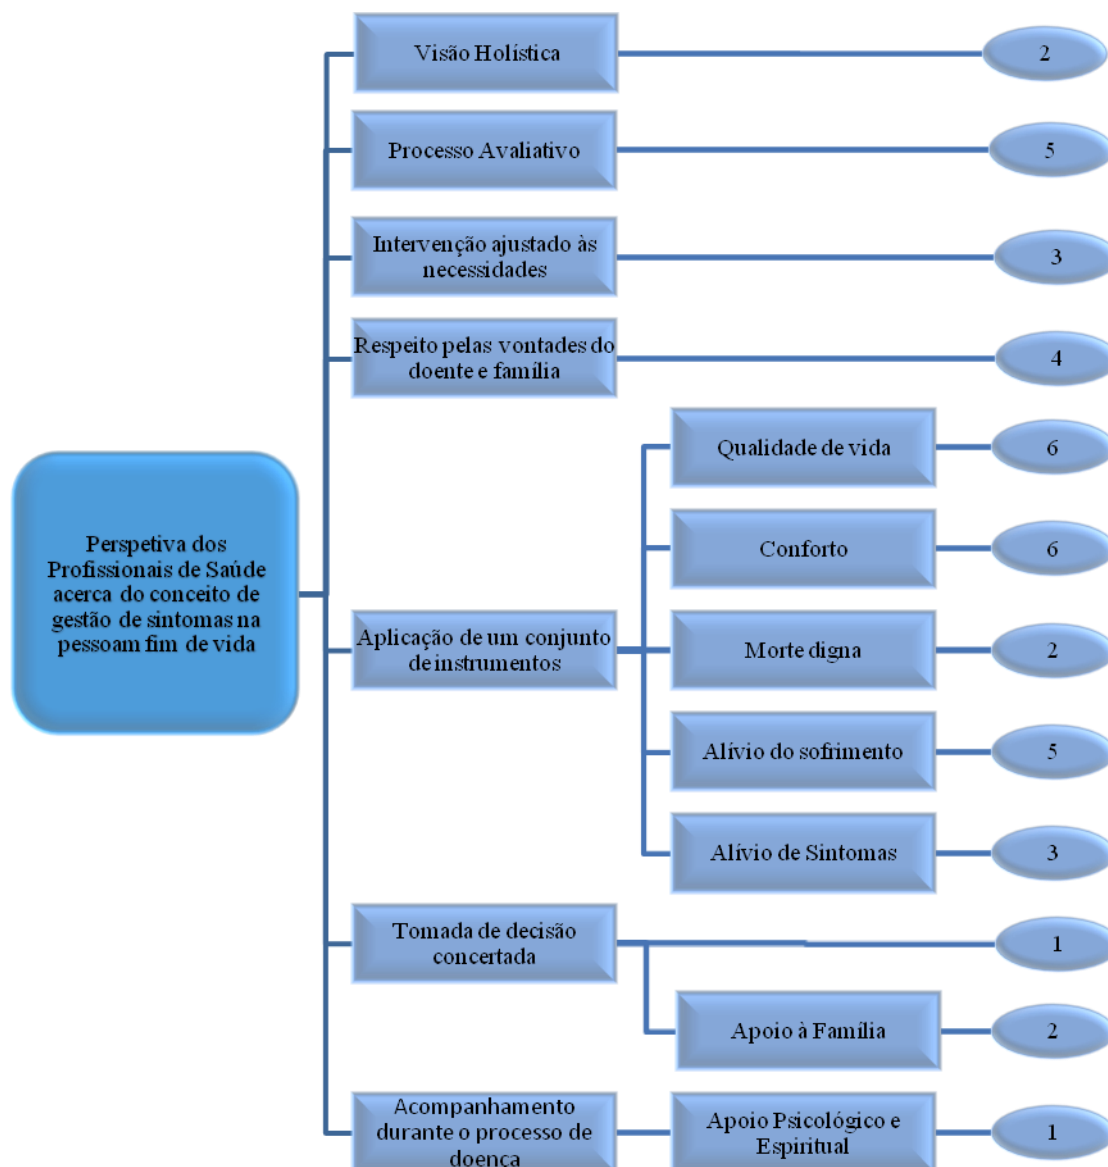 Visão Holística
2
Processo Avaliativo
5
Intervenção ajustado às
necessidades
3
Respeito pelas vontades do
doente e família
4
Perspetiva dos
Profissionais de Saúde
acerca do conceito de
gestão de sintomas na
pessoam fim de vida
Aplicação de um conjunto
de instrumentos
Qualidade de vida
6
Conforto
6
Morte digna
2
Alívio do sofrimento
5
Alívio de Sintomas
3
Tomada de decisão
concertada
1
Apoio à Família
2
Acompanhamento
durante o processo de
doença
Apoio Psicológico e
Espiritual
1